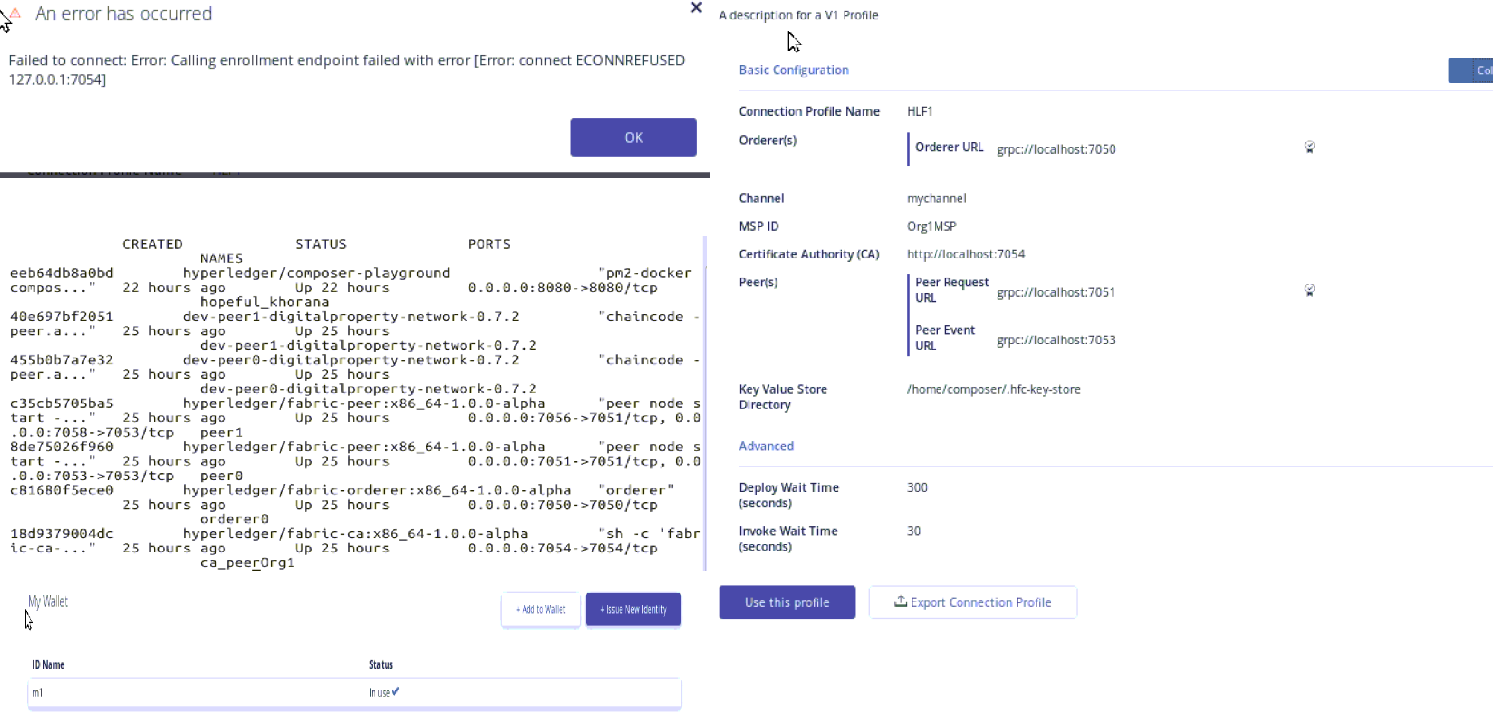 An error has occurred
Failed to connect: Error: Calling enrollment endpoint failed with error [Error: connect ECONNREFUSED
127.0.0.1:7054]
OK
CREATED STATUS PORTS
NAMES
eeb64db8a0bd hyperledger/composer-playground "pm2-docker
compos..." 22 hours ago Up 22 hours 0.0.0.0:8080->8080/tcp
hopeful_khorana
40e697bf2051 dev-peer1-digitalproperty-network-0.7.2 "chaincode -
peer.a..." 25 hours ago Up 25 hours
dev-peer1-digitalproperty-network-0.7.2
455b0b7a7e32 dev-peer0-digitalproperty-network-0.7.2 "chaincode -
peer.a..." 25 hours ago Up 25 hours
dev-peer0-digitalproperty-network-0.7.2
c35cb5705ba5 hyperledger/fabric-peer:x86_64-1.0.0-alpha "peer node s
tart -..." 25 hours ago Up 25 hours 0.0.0.0:7056->7051/tcp, 0.0
.0.0:7058->7053/tcp peer1
8de75026f960 hyperledger/fabric-peer:x86_64-1.0.0-alpha "peer node s
tart -..." 25 hours ago Up 25 hours 0.0.0.0:7051->7051/tcp, 0.0
.0.0:7053->7053/tcp peer0
c81680f5ece0 hyperledger/fabric-orderer:x86_64-1.0.0-alpha "orderer"
25 hours ago Up 25 hours 0.0.0.0:7050->7050/tcp
orderer0
18d9379004dc hyperledger/fabric-ca:x86_64-1.0.0-alpha "sh -c 'fabr
ic-ca-..." 25 hours ago Up 25 hours 0.0.0.0:7054->7054/tcp
ca_peerOrg1
My Wallet
+ Add to Wallet
+ Issue New Identity
ID Name Status
m1 In use
A description for a V1 Profile
Basic Configuration
Col
Connection Profile Name HLF1
Orderer(s) Orderer URL grpc://localhost:7050
Channel mychannel
MSP ID Org1MSP
Certificate Authority (CA) http://localhost:7054
Peer(s) Peer Request
URL grpc://localhost:7051
Peer Event
URL grpc://localhost:7053
Key Value Store /home/composer/.hfc-key-store
Directory
Advanced
Deploy Wait Time 300
(seconds)
Invoke Wait Time 30
(seconds)
Use this profile
Export Connection Profile